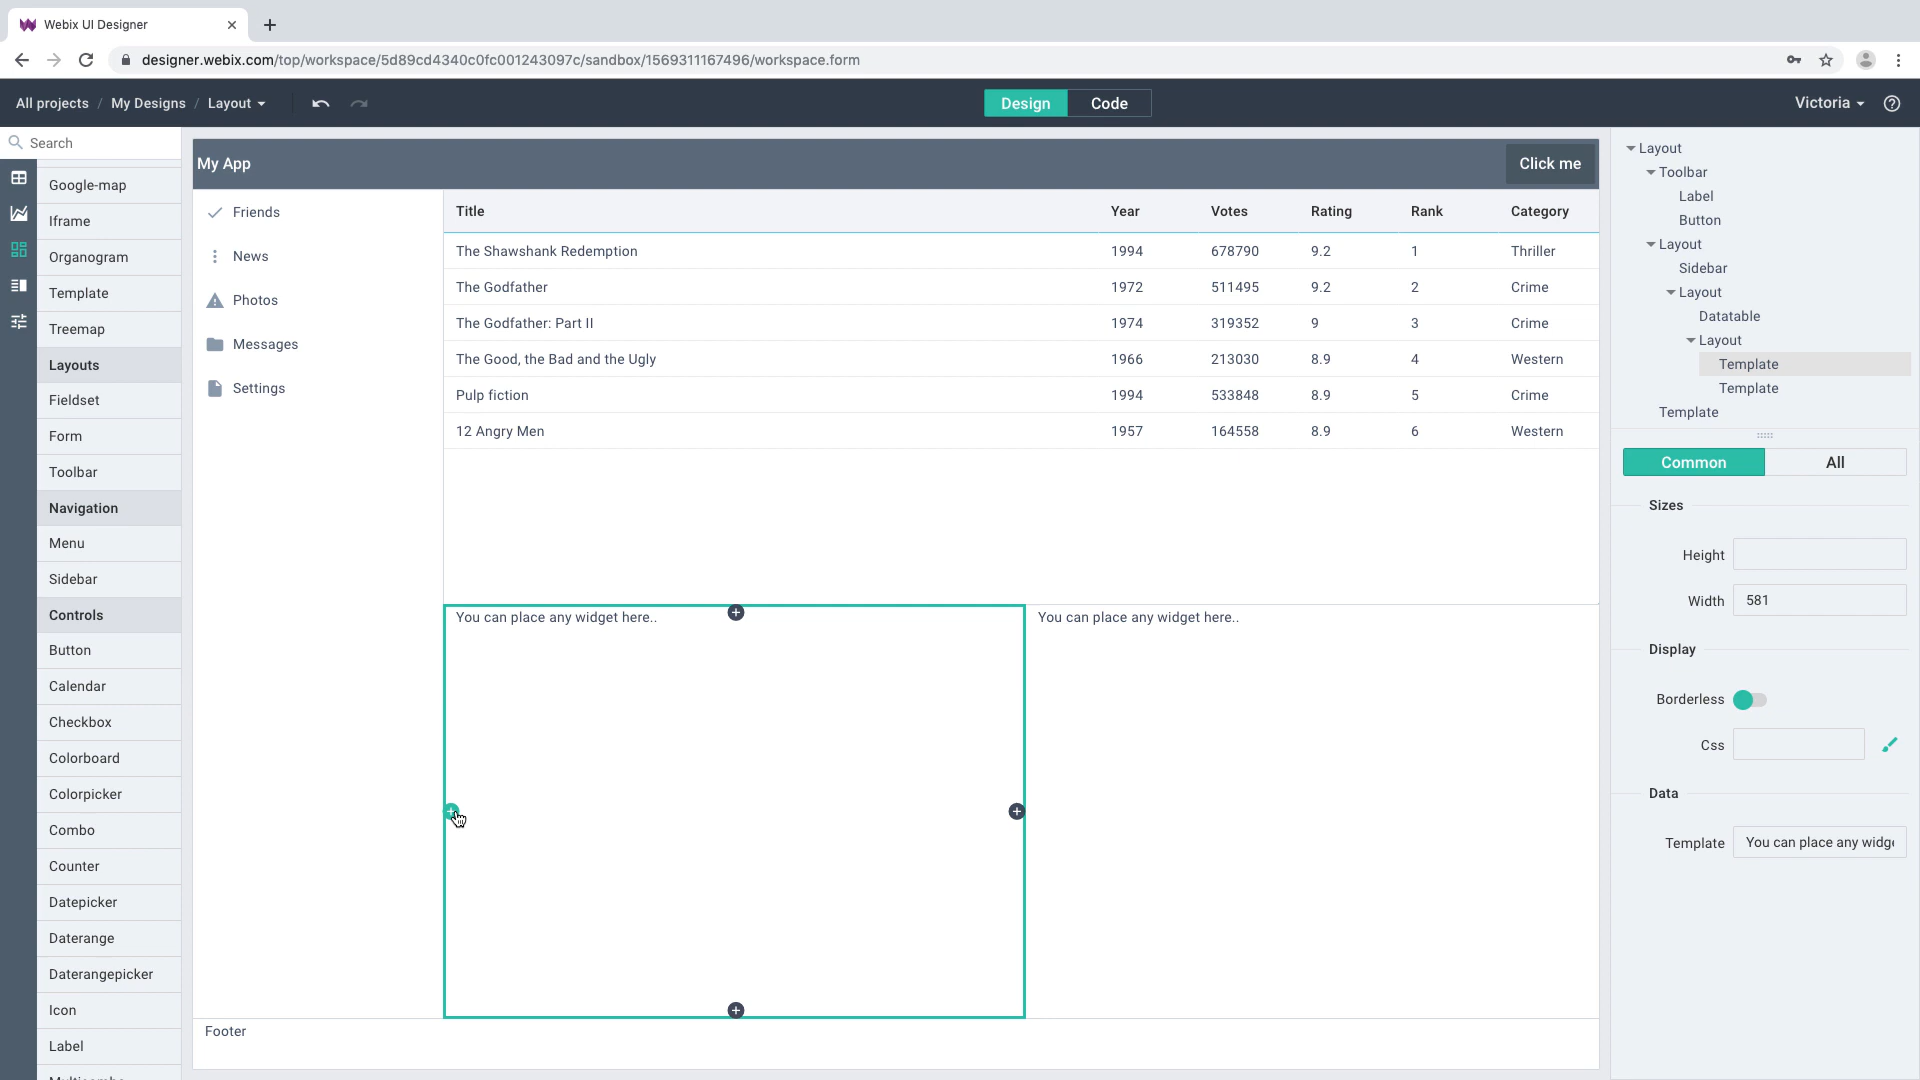 Webix UI Designer
designer.webix.com/top/workspace/5d89cd4340c0fc001243097c/sandbox/1569311167496/workspace.form
All projects / My Designs / Layout
Design
Code
Victoria
Search
Google-map
Iframe
Organogram
Template
Treemap
Layouts
Fieldset
Form
Toolbar
Navigation
Menu
Sidebar
Controls
Button
Calendar
Checkbox
Colorboard
Colorpicker
Combo
Counter
Datepicker
Daterange
Daterangepicker
Icon
Label
My App
Click me
Friends
News
Photos
Messages
Settings
Title Year Votes Rating Rank Category
The Shawshank Redemption 1994 678790 9.2 1 Thriller
The Godfather 1972 511495 9.2 2 Crime
The Godfather: Part II 1974 319352 9 3 Crime
The Good, the Bad and the Ugly 1966 213030 8.9 4 Western
Pulp fiction 1994 533848 8.9 5 Crime
12 Angry Men 1957 164558 8.9 6 Western
You can place any widget here..
You can place any widget here..
Footer
Layout
Toolbar
Label
Button
Layout
Sidebar
Layout
Datatable
Layout
Template
Template
Template
Common
All
Sizes
Height
Width 581
Display
Borderless
Css
Data
Template You can place any widg